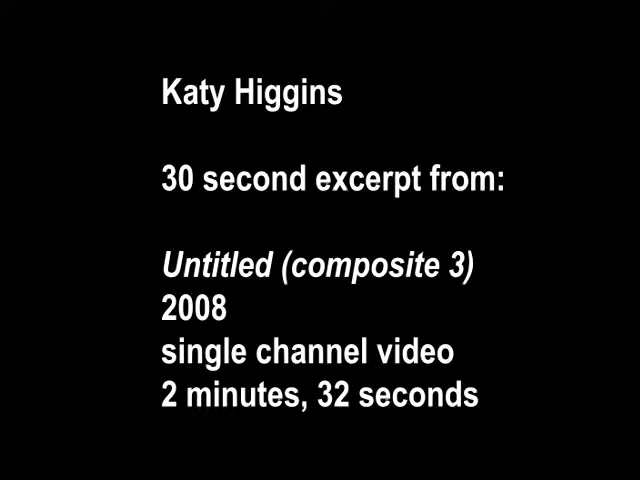 Katy Higgins
30 second excerpt from:
Untitled (composite 3)
2008
single channel video
2 minutes, 32 seconds